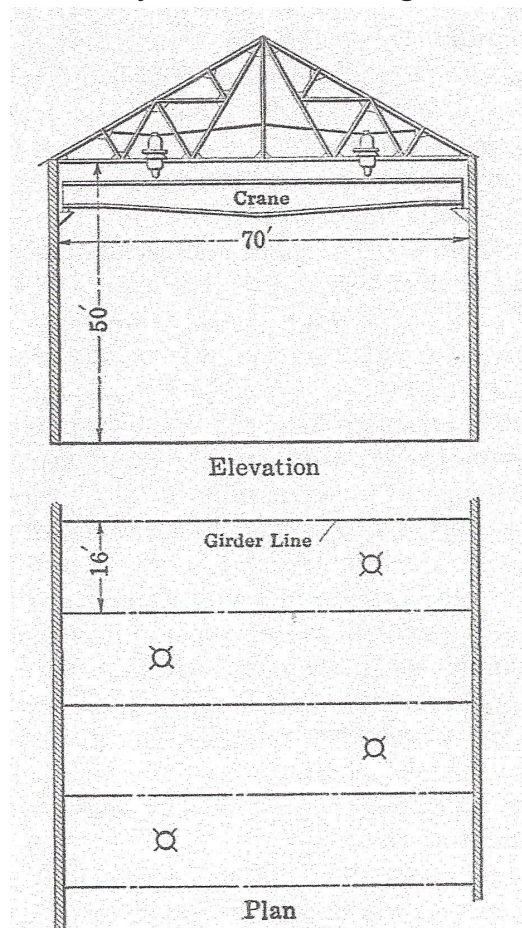 Crane
70′
50′
Elevation
Girder Line
16′
Plan